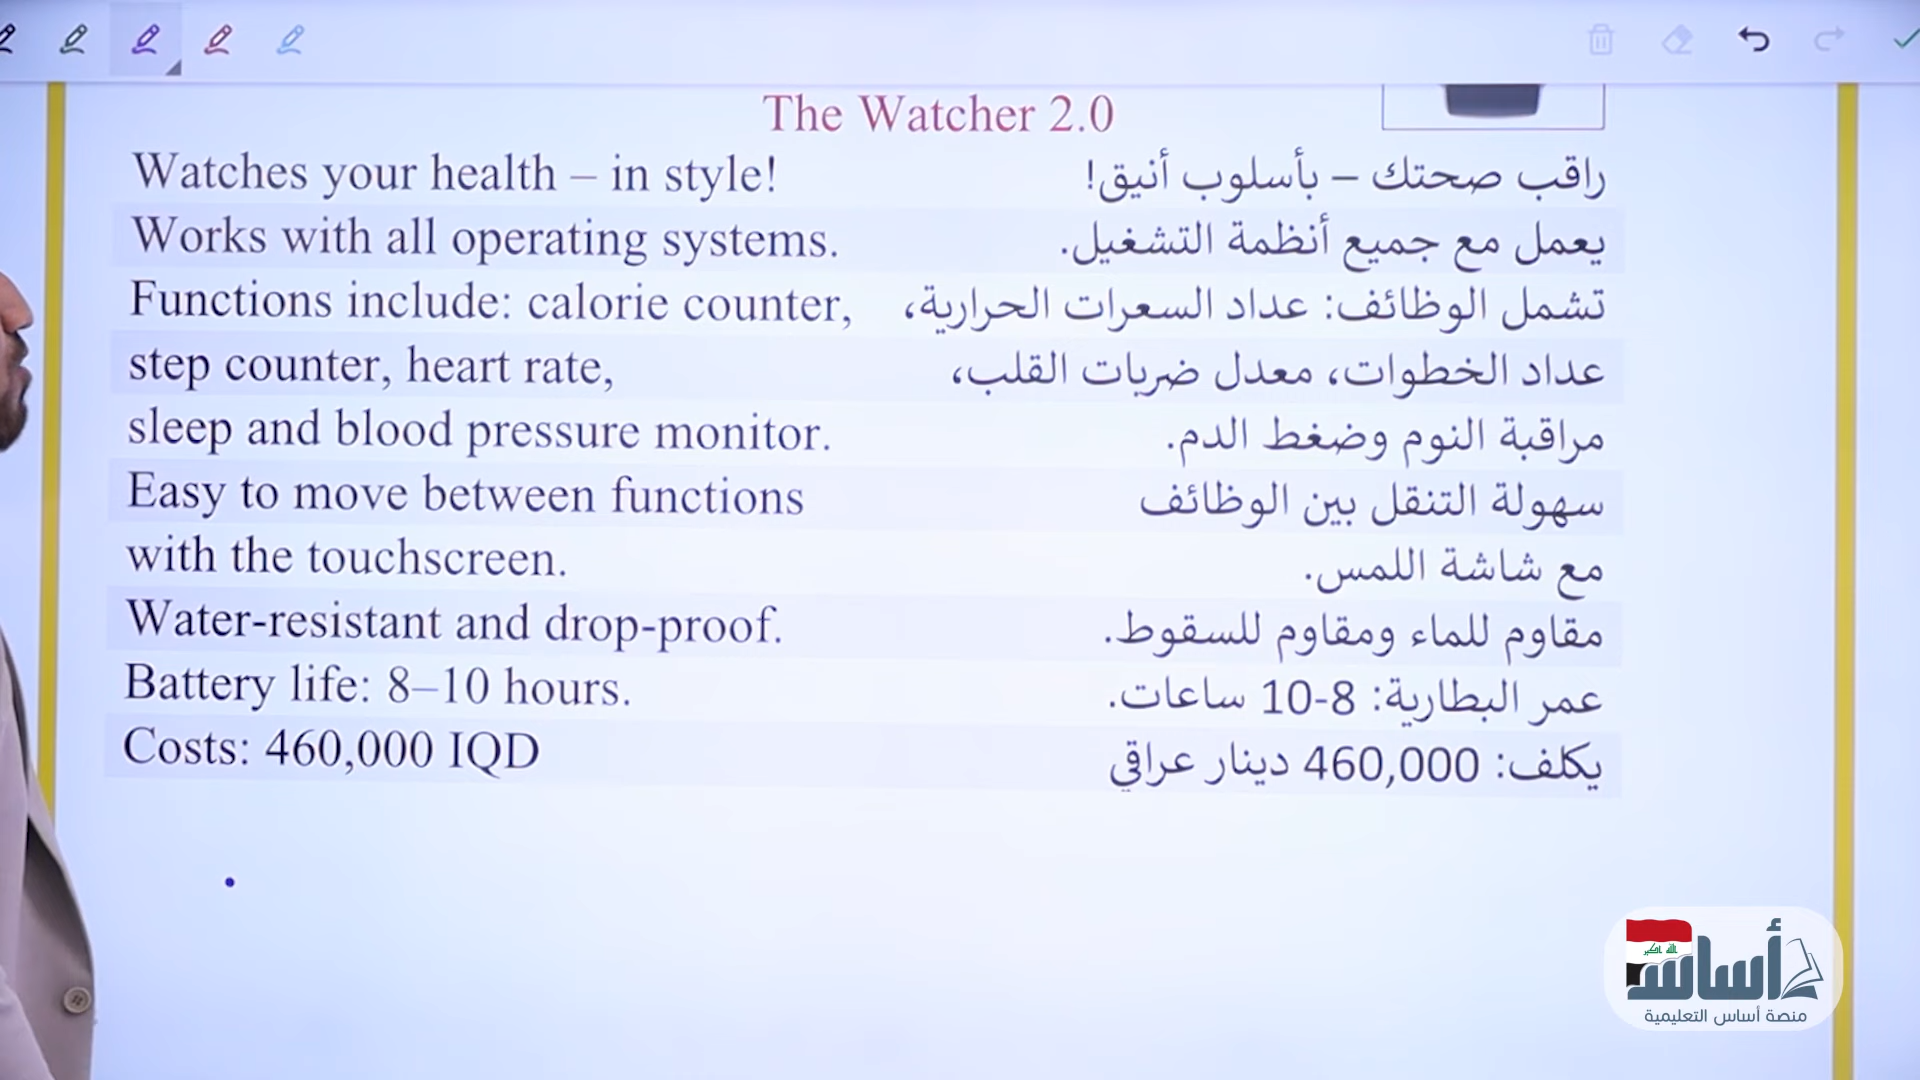 The Watcher 2.0
Watches your health – in style!
راقب صحتك – بأسلوب أنيق!
Works with all operating systems.
يعمل مع جميع أنظمة التشغيل.
Functions include: calorie counter,
تشمل الوظائف: عداد السعرات الحرارية،
step counter, heart rate,
عداد الخطوات، معدل ضربات القلب،
sleep and blood pressure monitor.
مراقبة النوم وضغط الدم.
Easy to move between functions
سهولة التنقل بين الوظائف
with the touchscreen.
مع شاشة اللمس.
Water-resistant and drop-proof.
مقاوم للماء ومقاوم للسقوط.
Battery life: 8–10 hours.
عمر البطارية: 8-10 ساعات.
Costs: 460,000 IQD
يكلف: 460,000 دينار عراقي
الله اكبر
أساس
منصة أساس التعليمية